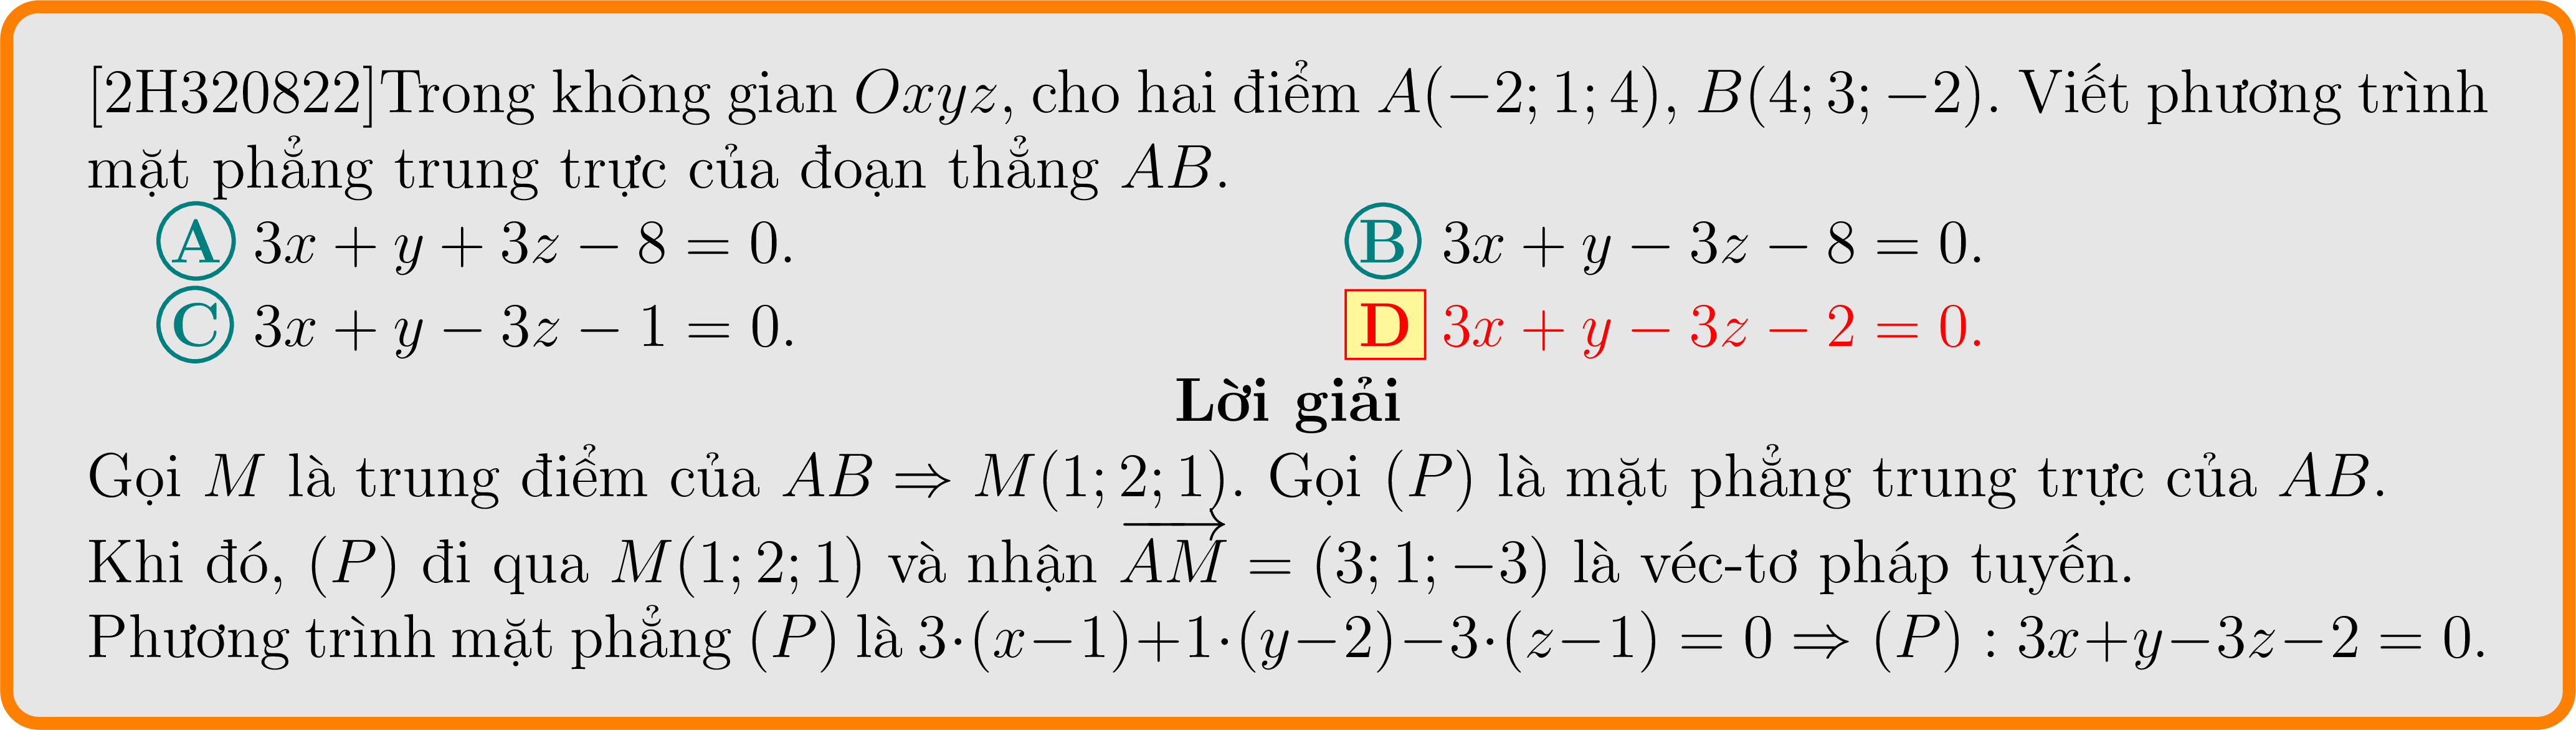 [2H320822]Trong không gian Oxyz, cho hai điểm A(−2; 1; 4), B(4; 3; −2). Viết phương trình
mặt phẳng trung trực của đoạn thẳng AB.
A 3x + y + 3z − 8 = 0. B 3x + y − 3z − 8 = 0.
C 3x + y − 3z − 1 = 0. D 3x + y − 3z − 2 = 0.
Lời giải
Gọi M là trung điểm của AB ⇒ M(1; 2; 1). Gọi (P) là mặt phẳng trung trực của AB.
Khi đó, (P) đi qua M(1; 2; 1) và nhận \overrightarrow{AM} = (3; 1; −3) là véc-tơ pháp tuyến.
Phương trình mặt phẳng (P) là 3·(x−1)+1·(y−2)−3·(z−1) = 0 ⇒ (P) : 3x+y−3z−2 = 0.